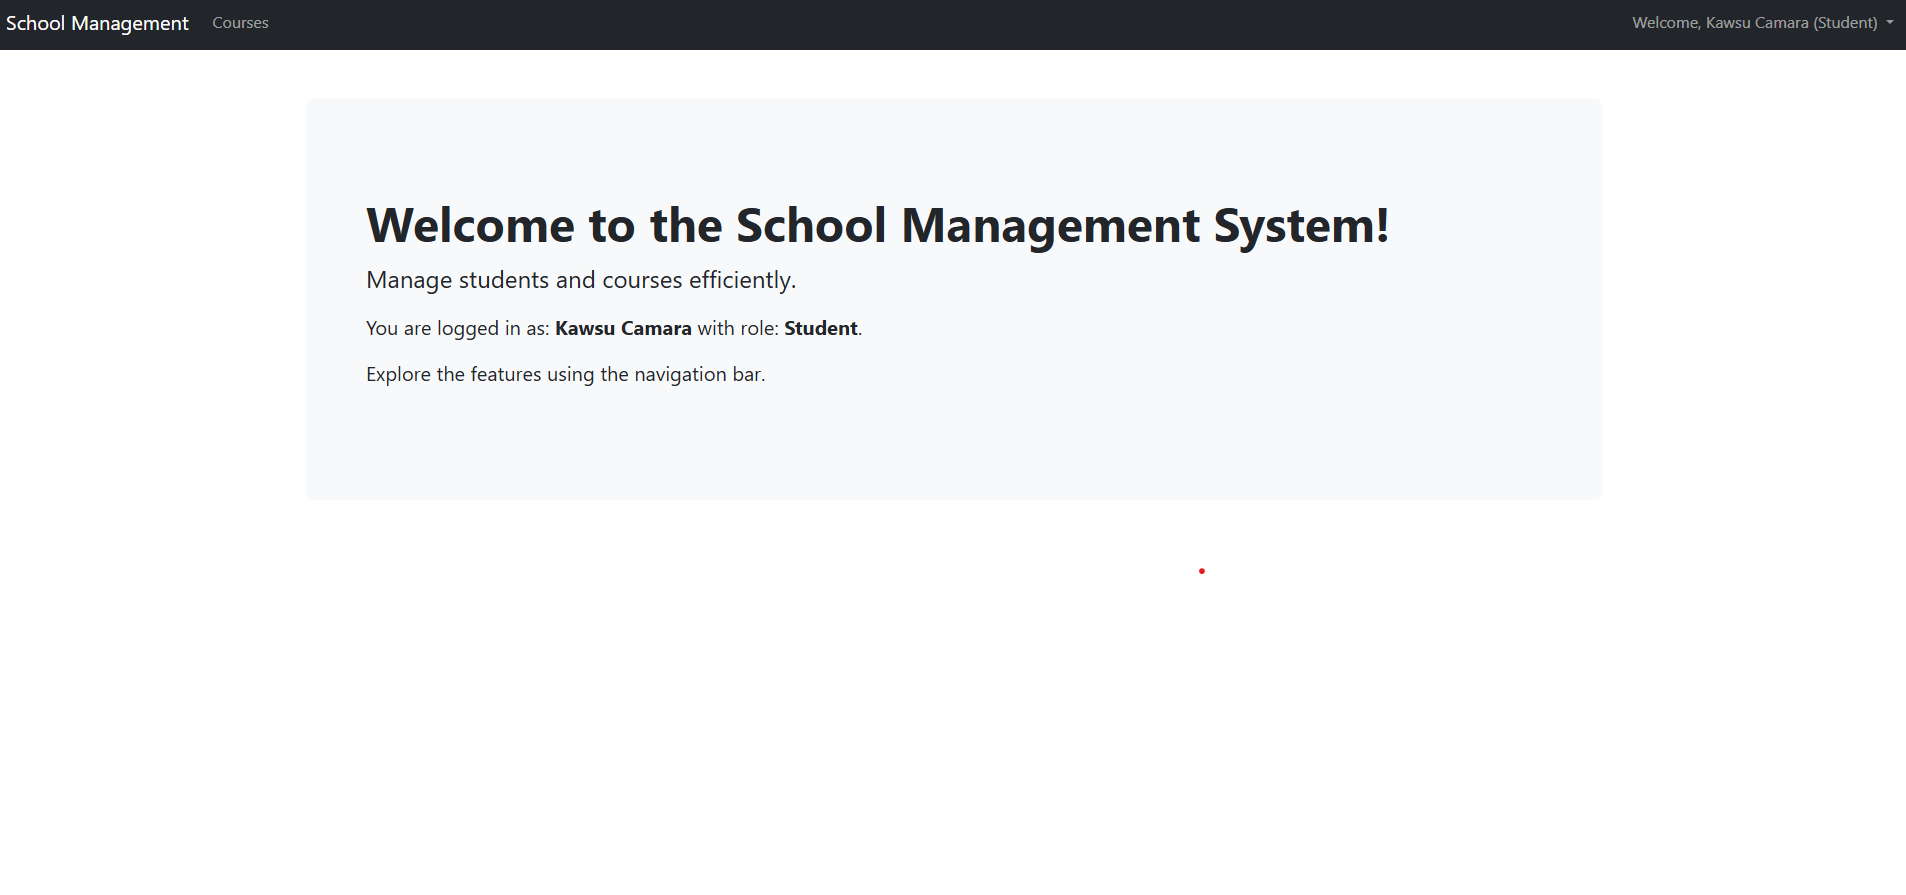 School Management Courses Welcome, Kawsu Camara (Student)
Welcome to the School Management System!
Manage students and courses efficiently.
You are logged in as: Kawsu Camara with role: Student.
Explore the features using the navigation bar.